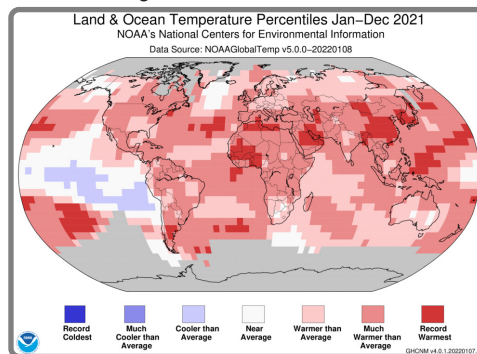 Land & Ocean Temperature Percentiles Jan–Dec 2021
NOAA's National Centers for Environmental Information
Data Source: NOAAGlobalTemp v5.0.0–20220108
Record
Coldest
Much
Cooler than
Average
Cooler than
Average
Near
Average
Warmer than
Average
Much
Warmer than
Average
Record
Warmest
GHCNM v4.0.1.20220107.